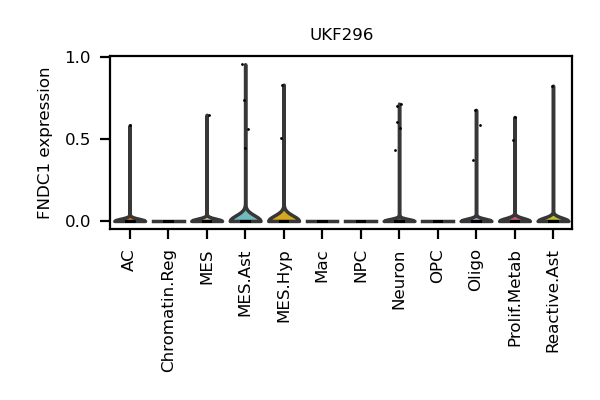 UKF296
FNDC1 expression
1.0
0.5
0.0
AC
Chromatin.Reg
MES
MES.Ast
MES.Hyp
Mac
NPC
Neuron
OPC
Oligo
Prolif.Metab
Reactive.Ast